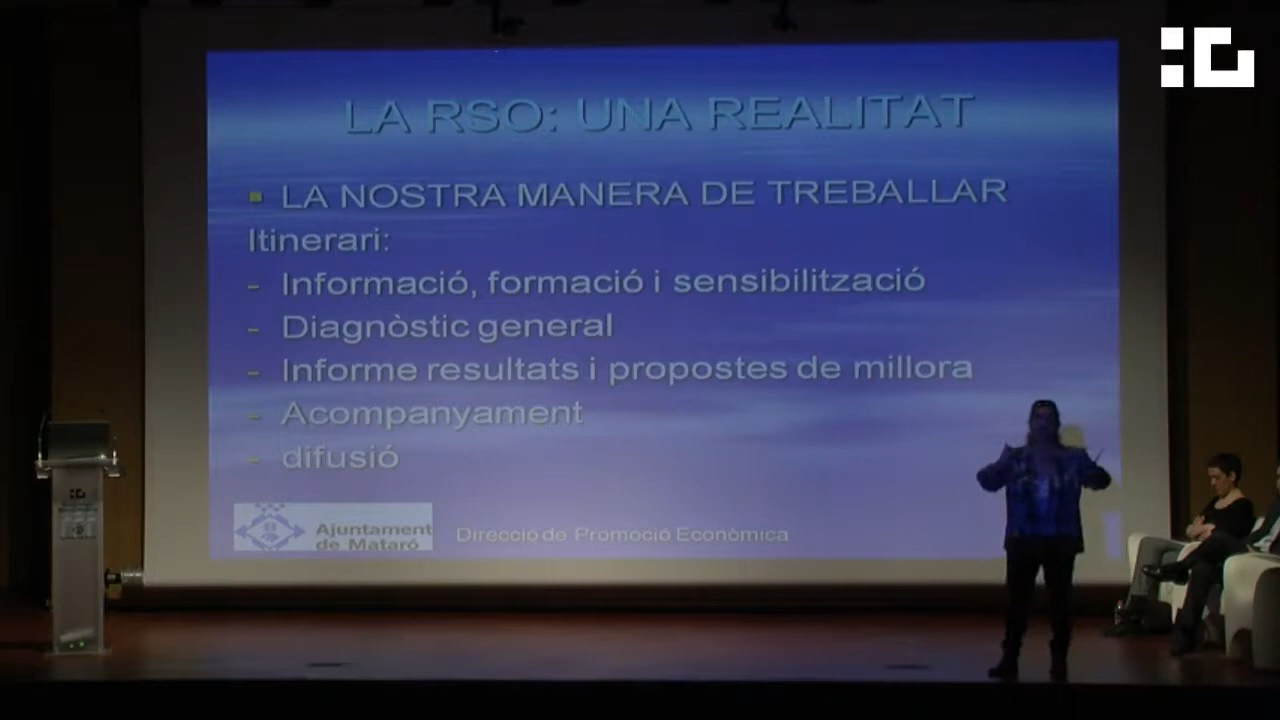 LA RSO: UNA REALITAT
▪ LA NOSTRA MANERA DE TREBALLAR
Itinerari:
- Informació, formació i sensibilització
- Diagnòstic general
- Informe resultats i propostes de millora
- Acompanyament
- difusió
Ajuntament
de Mataró
Direcció de Promoció Econòmica